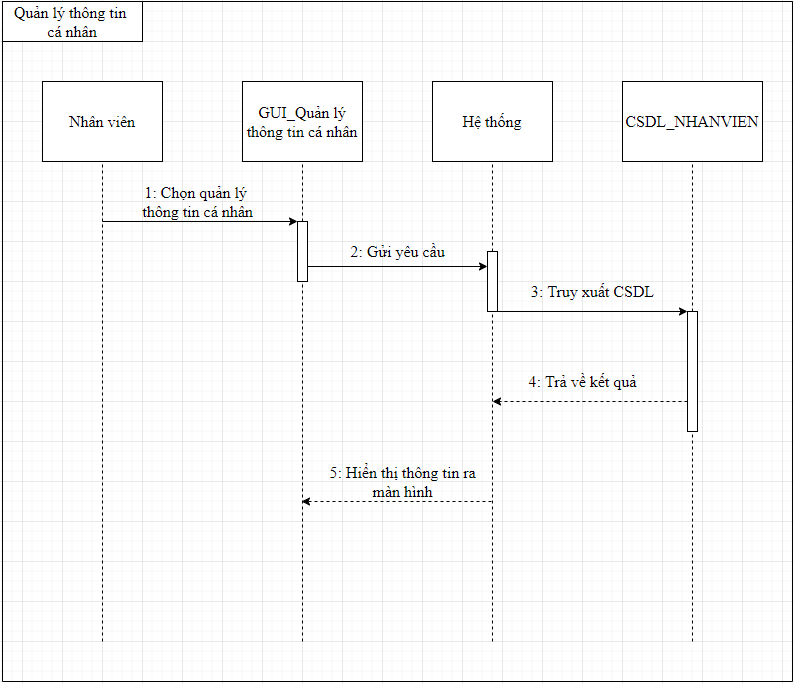 Quản lý thông tin
cá nhân
Nhân viên
GUI_Quản lý
thông tin cá nhân
Hệ thống
CSDL_NHANVIEN
1: Chọn quản lý
thông tin cá nhân
2: Gửi yêu cầu
3: Truy xuất CSDL
4: Trả về kết quả
5: Hiển thị thông tin ra
màn hình